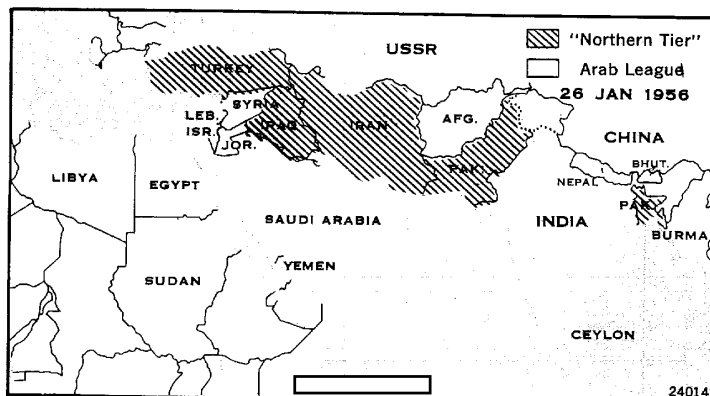 USSR
"Northern Tier"
TURKEY
Arab League
26 JAN 1956
SYRIA
LEB.
ISR.
IRAQ
IRAN
AFG.
JOR.
CHINA
LIBYA
EGYPT
PAK.
NEPAL
BHUT.
PAK.
SAUDI ARABIA
INDIA
BURMA
SUDAN
YEMEN
CEYLON
24014